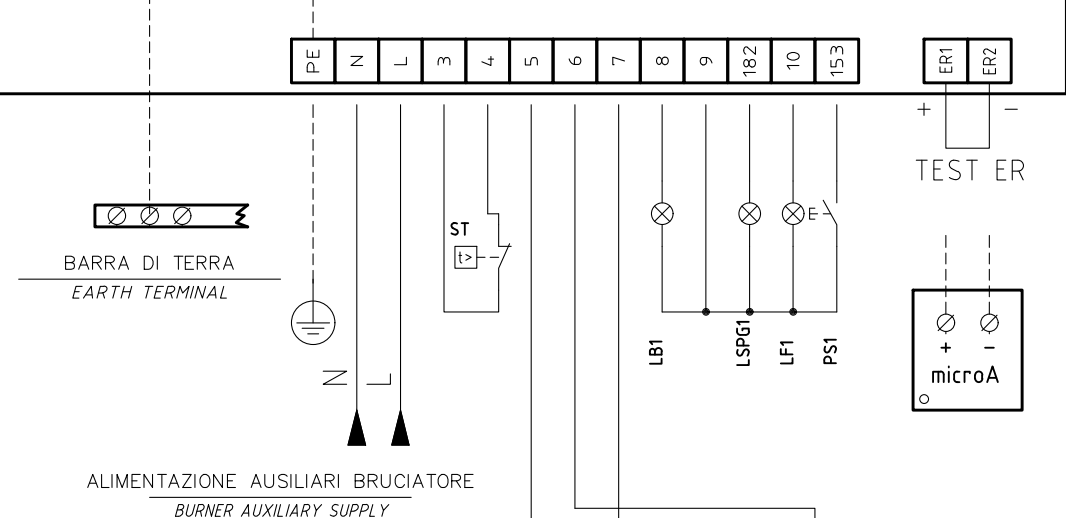 PE N L 3 4 5 6 7 8 9 182 10 153 ER1 ER2
+ -
TEST ER
ST
t>
E
BARRA DI TERRA
EARTH TERMINAL
LB1 LSPG1 LF1 PS1
+ -
microA
N L
ALIMENTAZIONE AUSILIARI BRUCIATORE
BURNER AUXILIARY SUPPLY